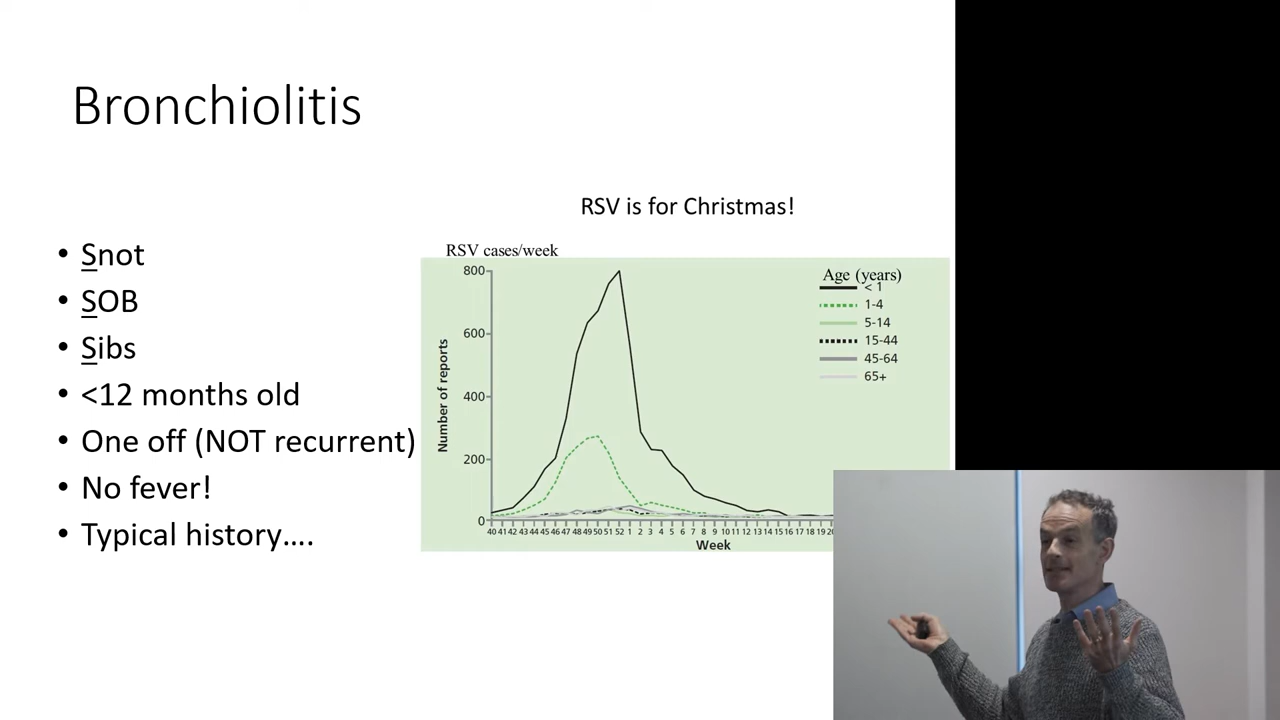 Bronchiolitis
RSV is for Christmas!
• Snot
• SOB
• Sibs
• <12 months old
• One off (NOT recurrent)
• No fever!
• Typical history....
RSV cases/week
Age (years)
< 1
1-4
5-14
15-44
45-64
65+
Number of reports
800
600
400
200
0
40 41 42 43 44 45 46 47 48 49 50 51 52 1 2 3 4 5 6 7 8 9 10 11 12 13 14 15 16 17 18 19
Week